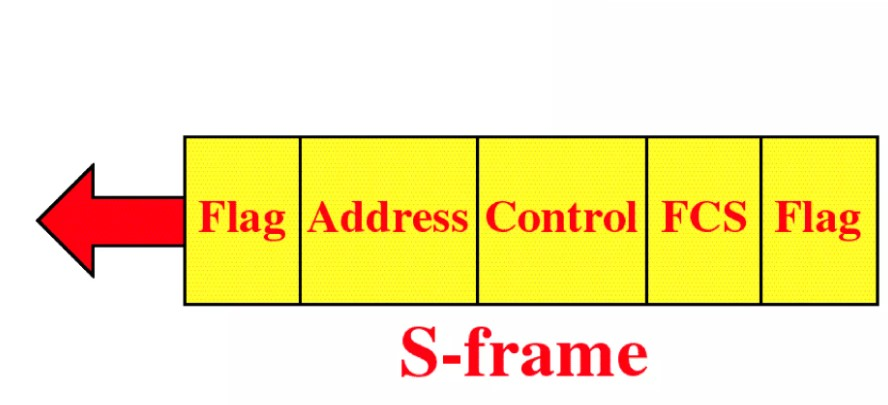 Flag Address Control FCS Flag
S-frame